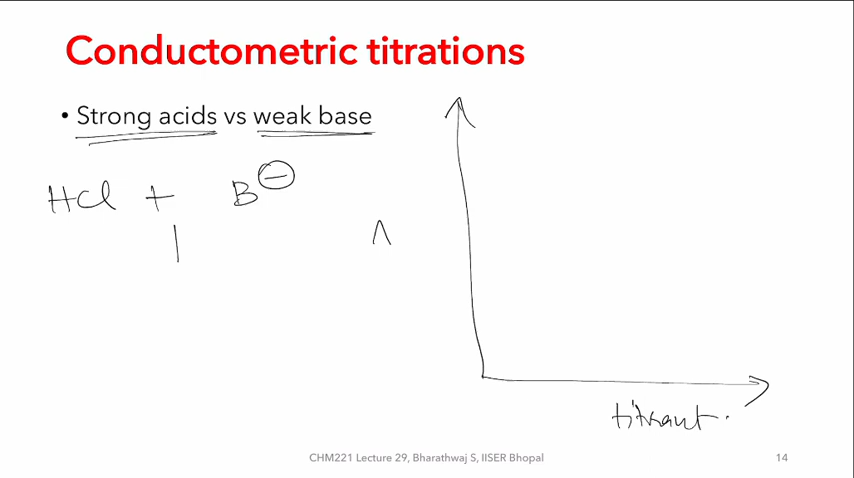 Conductometric titrations
• Strong acids vs weak base
HCl + B⊖
Λ
titrant.
CHM221 Lecture 29, Bharathwaj S, IISER Bhopal
14